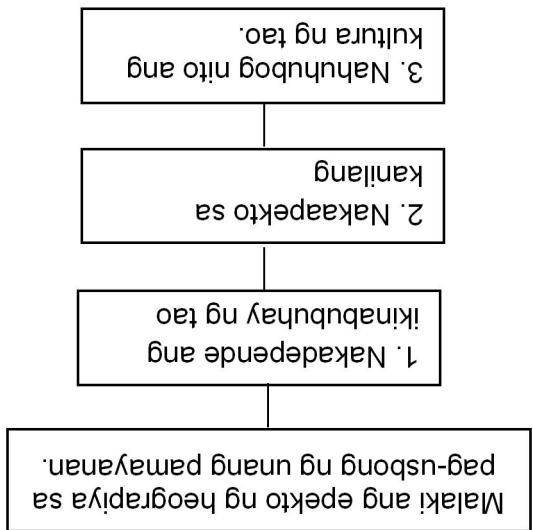 Malaki ang epekto ng heograpiya sa
pag-usbong ng unang pamayanan.
1. Nakadepende ang
ikinabubuhay ng tao
2. Nakaapekto sa
kanilang
3. Nahuhubog nito ang
kultura ng tao.